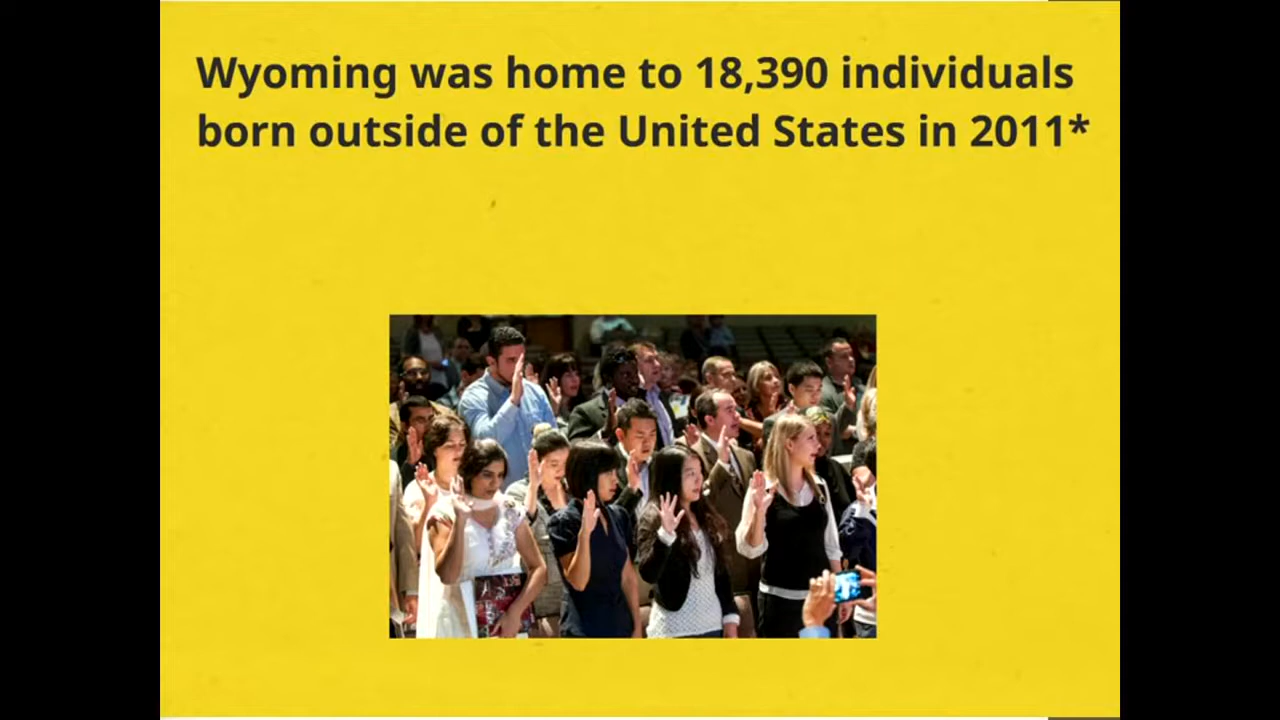 Wyoming was home to 18,390 individuals
born outside of the United States in 2011*